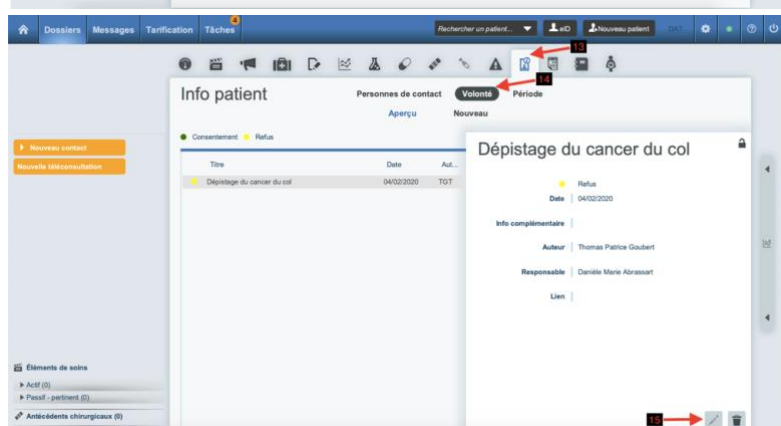 4
Dossiers Messages Tarification Tâches Rechercher un patient... eID Nouveau patient DAT
13
14
Info patient Personnes de contact Volonté Période
Aperçu Nouveau
Consentement Refus
Nouveau contact
Nouvelle téléconsultation
Titre Date Aut...
Dépistage du cancer du col 04/02/2020 TGT
Dépistage du cancer du col
Refus
Date 04/02/2020
Info complémentaire
Auteur Thomas Patrice Goubert
Responsable Danièle Marie Abrassart
Lien
Éléments de soins
Actif (0)
Passif - pertinent (0)
Antécédents chirurgicaux (0)
15